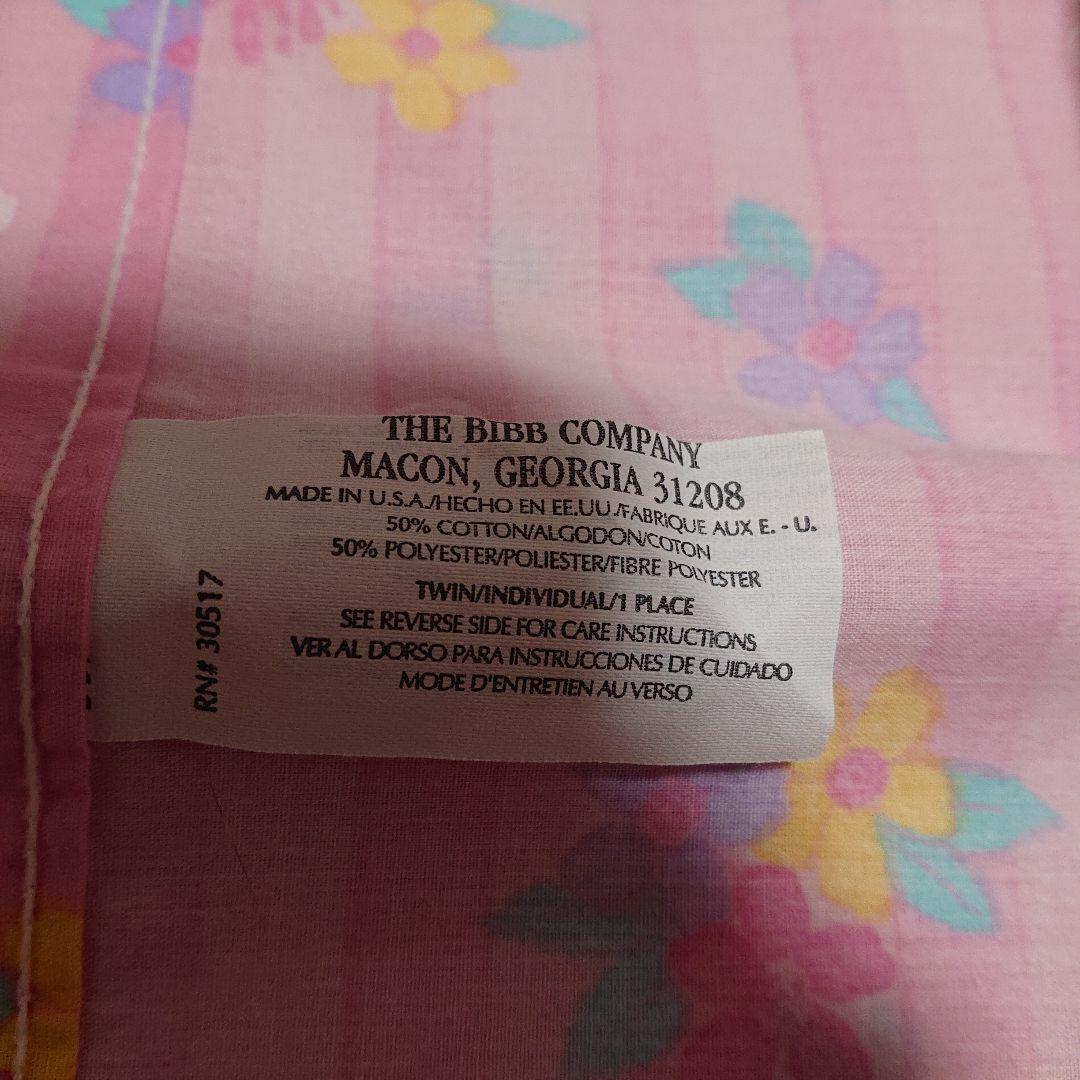 THE BIBB COMPANY
MACON, GEORGIA 31208
MADE IN U.S.A./HECHO EN EE.UU./FABRIQUE AUX E. - U.
50% COTTON/ALGODON/COTON
50% POLYESTER/POLIESTER/FIBRE POLYESTER
TWIN/INDIVIDUAL/1 PLACE
SEE REVERSE SIDE FOR CARE INSTRUCTIONS
VER AL DORSO PARA INSTRUCCIONES DE CUIDADO
MODE D'ENTRETIEN AU VERSO
RN# 30517